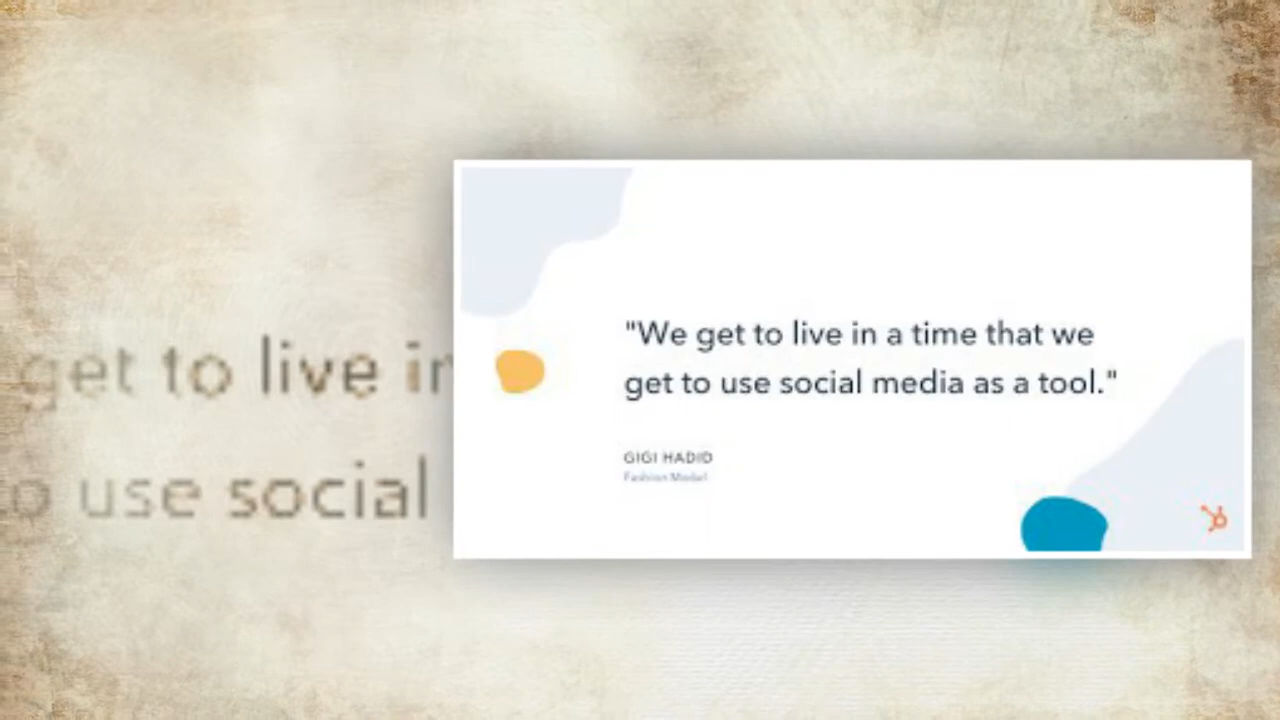 get to live in
o use social
"We get to live in a time that we
get to use social media as a tool."
GIGI HADID
Fashion Model